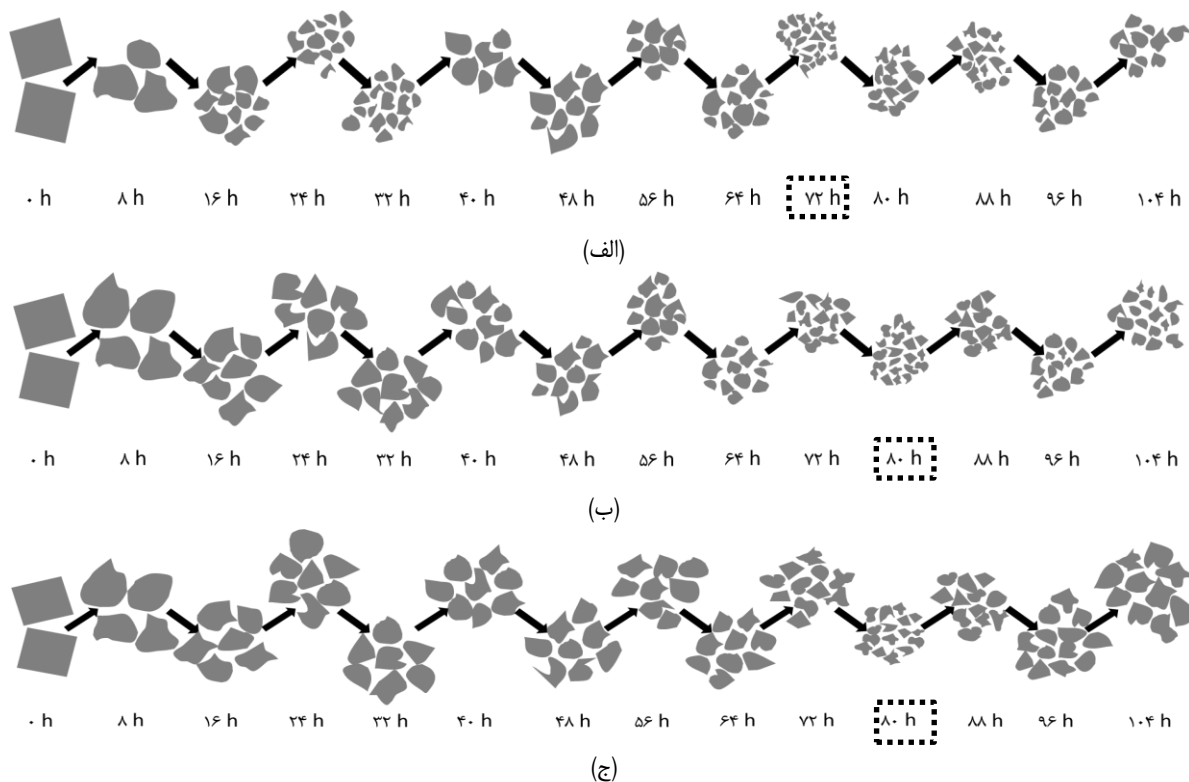 ۰ h ۸ h ۱۶ h ۲۴ h ۳۲ h ۴۰ h ۴۸ h ۵۶ h ۶۴ h ۷۲ h ۸۰ h ۸۸ h ۹۶ h ۱۰۴ h
(الف)
۰ h ۸ h ۱۶ h ۲۴ h ۳۲ h ۴۰ h ۴۸ h ۵۶ h ۶۴ h ۷۲ h ۸۰ h ۸۸ h ۹۶ h ۱۰۴ h
(ب)
۰ h ۸ h ۱۶ h ۲۴ h ۳۲ h ۴۰ h ۴۸ h ۵۶ h ۶۴ h ۷۲ h ۸۰ h ۸۸ h ۹۶ h ۱۰۴ h
(ج)